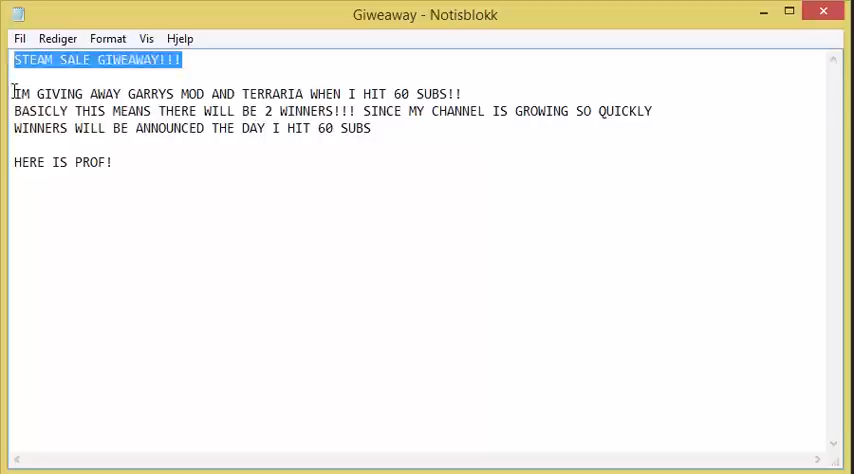 Giweaway - Notisblokk
Fil Rediger Format Vis Hjelp
STEAM SALE GIWEAWAY!!!
IM GIVING AWAY GARRYS MOD AND TERRARIA WHEN I HIT 60 SUBS!!
BASICLY THIS MEANS THERE WILL BE 2 WINNERS!!! SINCE MY CHANNEL IS GROWING SO QUICKLY
WINNERS WILL BE ANNOUNCED THE DAY I HIT 60 SUBS
HERE IS PROF!